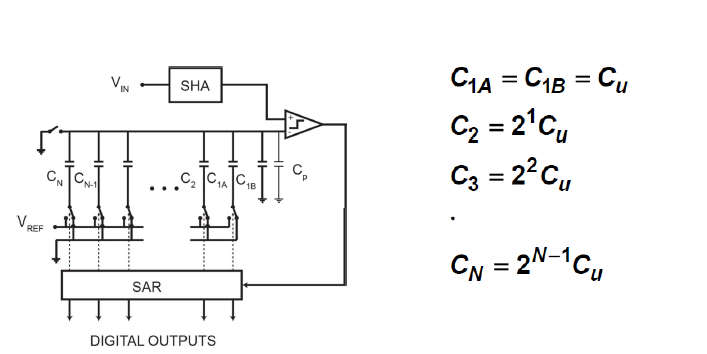 V_IN
SHA
+
-
C_N
C_N-1
C_2
C_1A
C_1B
C_p
V_REF
SAR
DIGITAL OUTPUTS
C_1A = C_1B = C_u
C_2 = 2^1 C_u
C_3 = 2^2 C_u
.
C_N = 2^N−1 C_u